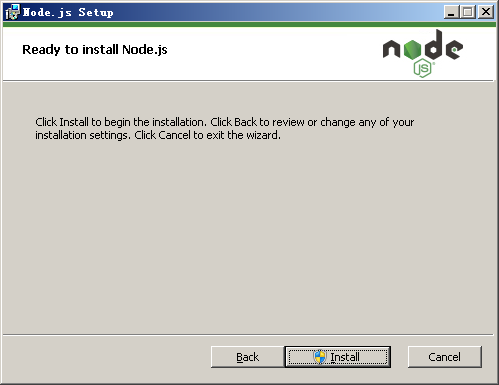 Node.js Setup
Ready to install Node.js
node
JS
Click Install to begin the installation. Click Back to review or change any of your
installation settings. Click Cancel to exit the wizard.
Back
Install
Cancel